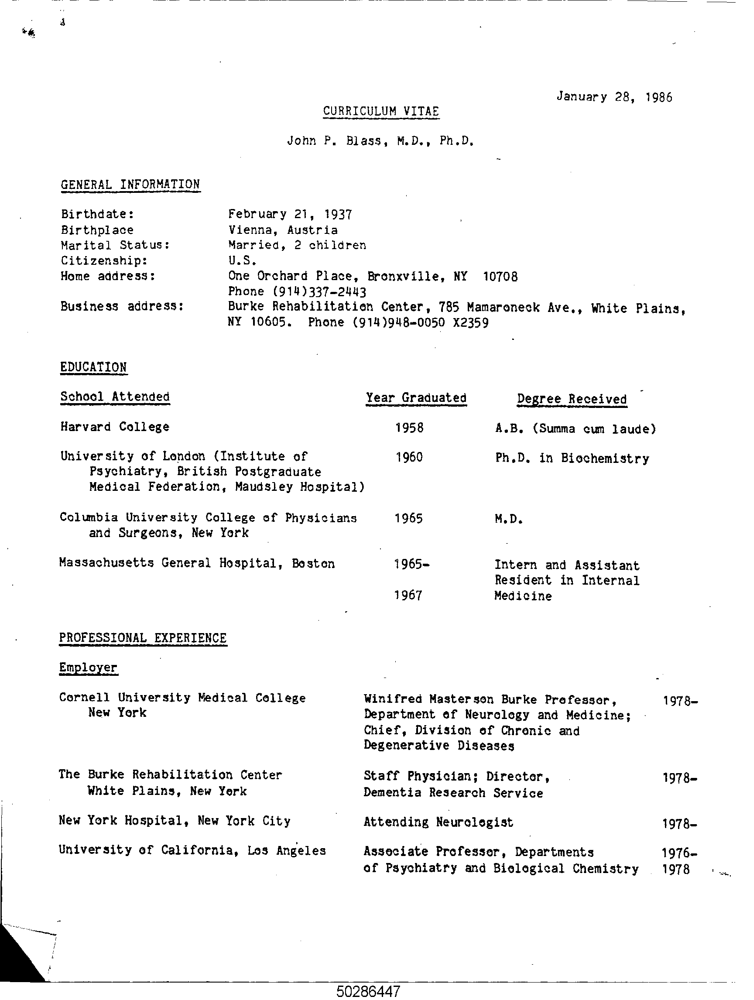 January 28, 1986
CURRICULUM VITAE
John P. Blass, M.D., Ph.D.
GENERAL INFORMATION
Birthdate: February 21, 1937
Birthplace Vienna, Austria
Marital Status: Married, 2 children
Citizenship: U.S.
Home address: One Orchard Place, Bronxville, NY 10708
Phone (914)337-2443
Business address: Burke Rehabilitation Center, 785 Mamaroneck Ave., White Plains,
NY 10605. Phone (914)948-0050 X2359
EDUCATION
School Attended Year Graduated Degree Received
Harvard College 1958 A.B. (Summa cum laude)
University of London (Institute of 1960 Ph.D. in Biochemistry
Psychiatry, British Postgraduate
Medical Federation, Maudsley Hospital)
Columbia University College of Physicians 1965 M.D.
and Surgeons, New York
Massachusetts General Hospital, Boston 1965- Intern and Assistant
Resident in Internal
1967 Medicine
PROFESSIONAL EXPERIENCE
Employer
Cornell University Medical College Winifred Masterson Burke Professor, 1978-
New York Department of Neurology and Medicine;
Chief, Division of Chronic and
Degenerative Diseases
The Burke Rehabilitation Center Staff Physician; Director, 1978-
White Plains, New York Dementia Research Service
New York Hospital, New York City Attending Neurologist 1978-
University of California, Los Angeles Associate Professor, Departments 1976-
of Psychiatry and Biological Chemistry 1978
50286447